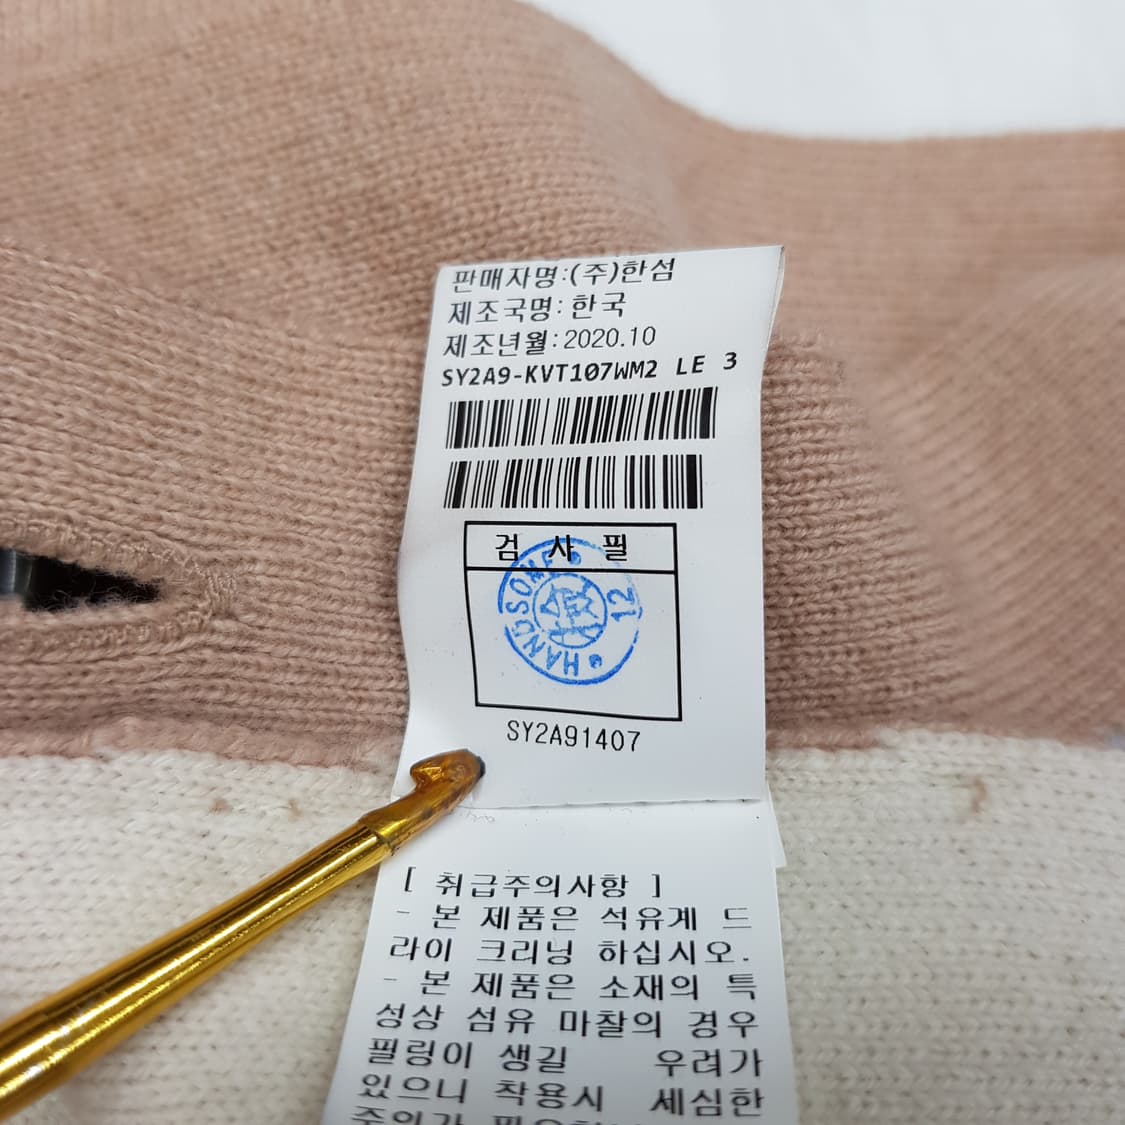 판매자명:(주)한섬
제조국명:한국
제조년월:2020.10
SY2A9-KVT107WM2 LE 3
검 사 필
HANDSOME
12
SY2A91407
[ 취급주의사항 ]
- 본 제품은 석유계 드
라이 크리닝 하십시오.
- 본 제품은 소재의 특
성상 섬유 마찰의 경우
필링이 생길 우려가
있으니 착용시 세심한
주의가